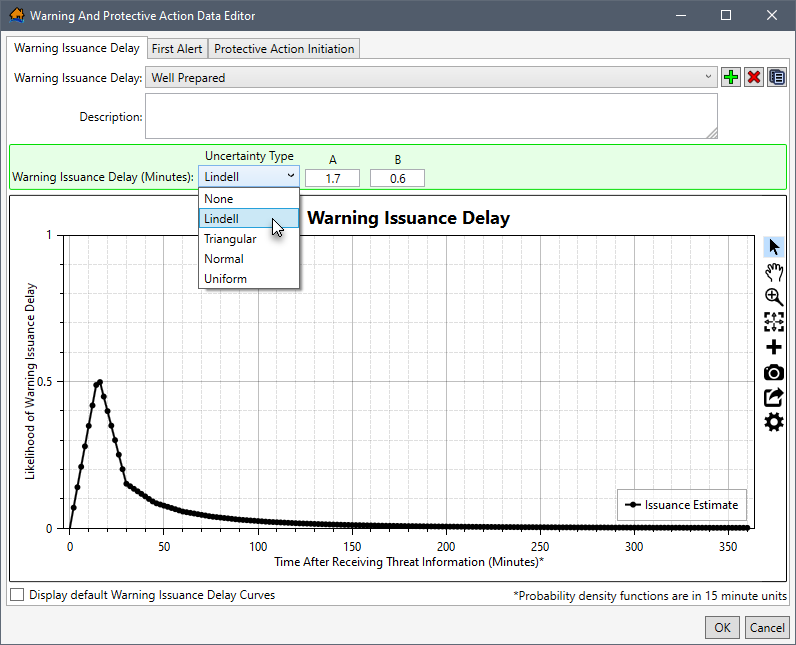 Warning And Protective Action Data Editor
Warning Issuance Delay First Alert Protective Action Initiation
Warning Issuance Delay: Well Prepared
Description:
Uncertainty Type A B
Warning Issuance Delay (Minutes): Lindell 1.7 0.6
None
Lindell
Triangular
Normal
Uniform
Warning Issuance Delay
Likelihood of Warning Issuance Delay
1
0.5
0
Issuance Estimate
0 50 100 150 200 250 300 350
Time After Receiving Threat Information (Minutes)*
Display default Warning Issuance Delay Curves *Probability density functions are in 15 minute units
OK Cancel